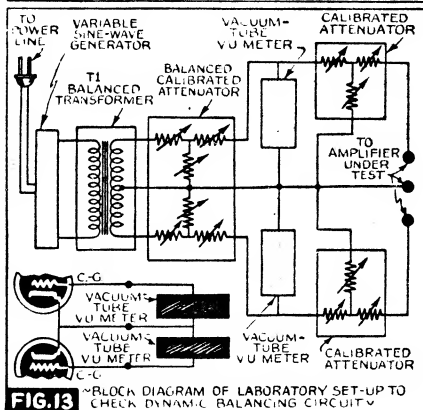 TO
POWER
LINE
VARIABLE
SINE-WAVE
GENERATOR
T1
BALANCED
TRANSFORMER
BALANCED
CALIBRATED
ATTENUATOR
VACUUM-
TUBE
VU METER
CALIBRATED
ATTENUATOR
TO
AMPLIFIER
UNDER
TEST
C.-G
VACUUM-
TUBE
VU METER
VACUUM-
TUBE
VU METER
C-G
VACUUM-
TUBE
VU METER
CALIBRATED
ATTENUATOR
FIG.13 ~BLOCK DIAGRAM OF LABORATORY SET-UP TO
CHECK DYNAMIC BALANCING CIRCUITY